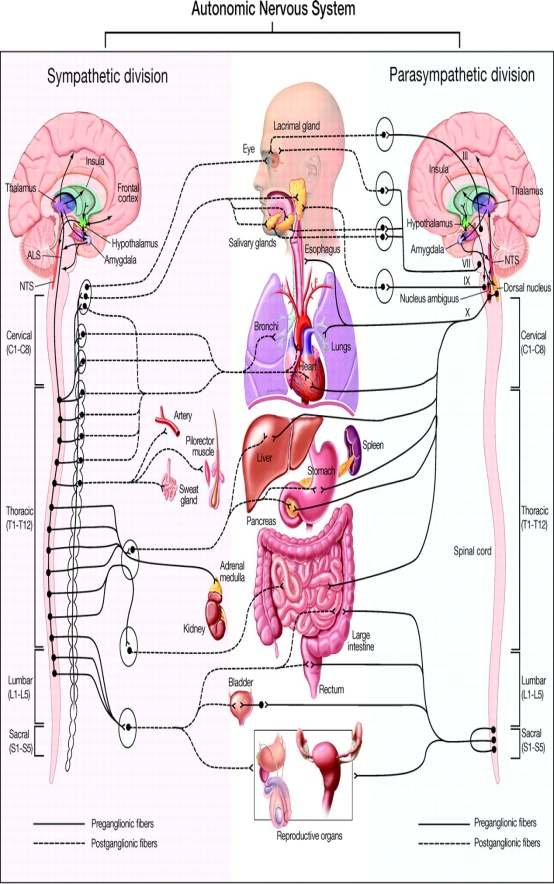 Autonomic Nervous System
Sympathetic division
Parasympathetic division
Lacrimal gland
Eye
Insula
Thalamus
Frontal
cortex
Hypothalamus
Amygdala
ALS
NTS
Salivary glands
Esophagus
III
Insula
Thalamus
Hypothalamus
Amygdala
VII
NTS
IX
Dorsal nucleus
Nucleus ambiguus
X
Cervical
(C1-C8)
Cervical
(C1-C8)
Bronchi
Lungs
Heart
Artery
Piloerector
muscle
Sweat
gland
Liver
Stomach
Spleen
Pancreas
Thoracic
(T1-T12)
Thoracic
(T1-T12)
Spinal cord
Adrenal
medulla
Kidney
Large
intestine
Rectum
Bladder
Lumbar
(L1-L5)
Lumbar
(L1-L5)
Sacral
(S1-S5)
Sacral
(S1-S5)
Reproductive organs
Preganglionic fibers
Postganglionic fibers
Preganglionic fibers
Postganglionic fibers